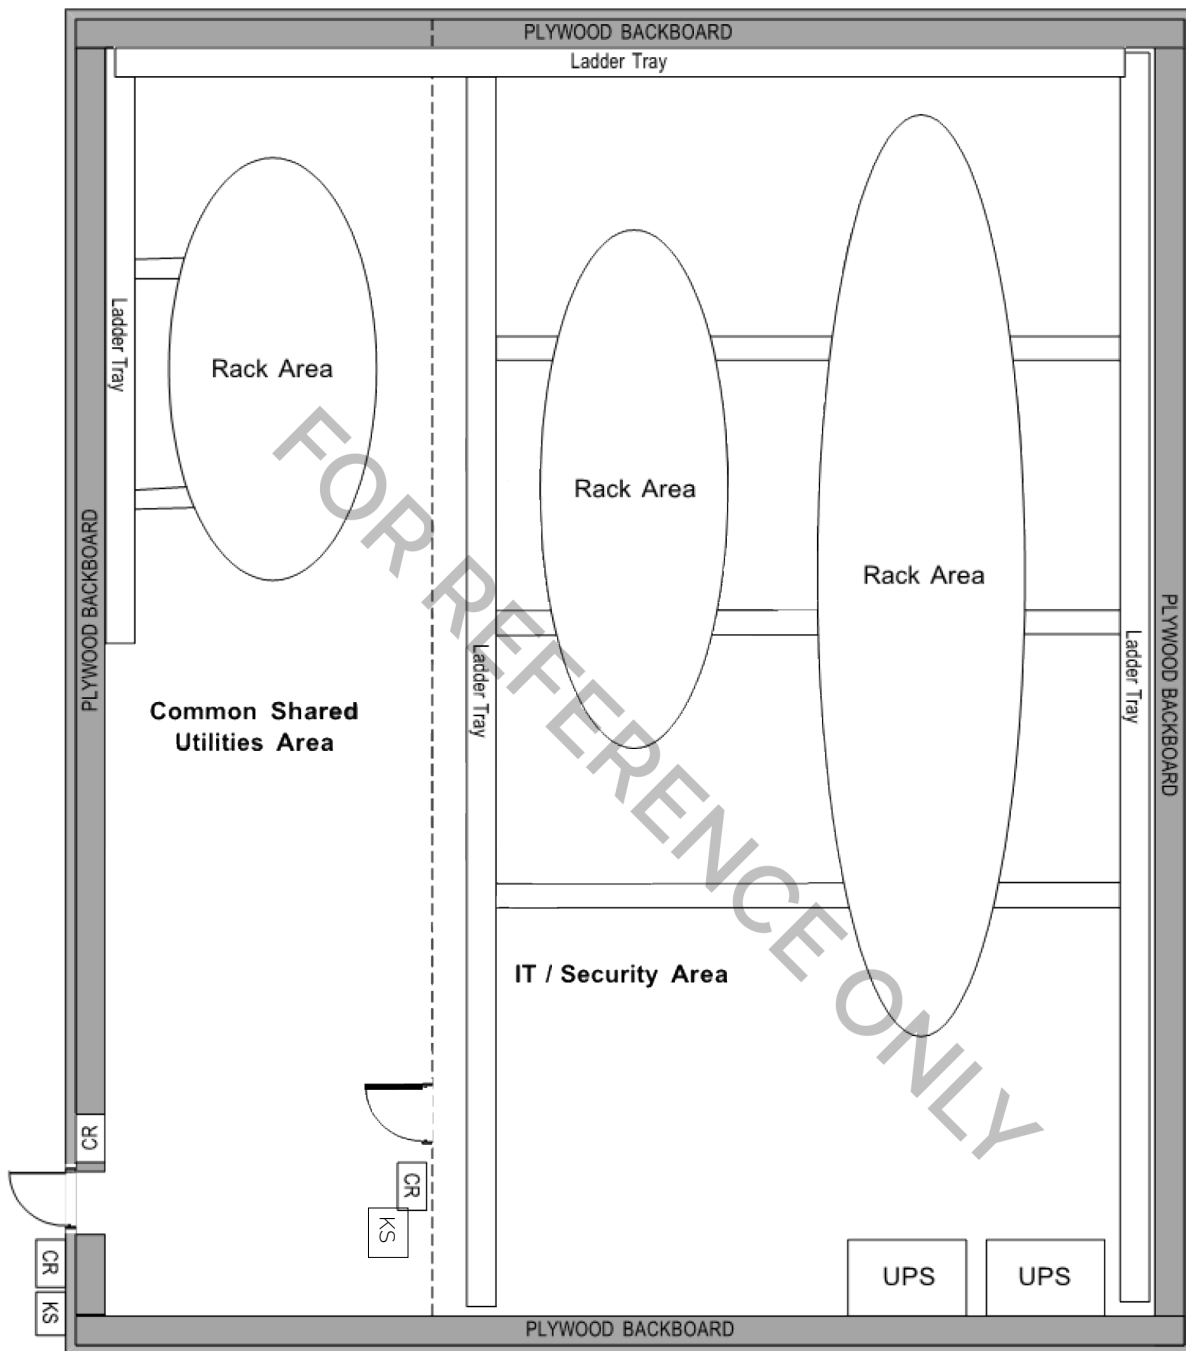 PLYWOOD BACKBOARD
Ladder Tray
Rack Area
Ladder Tray
Rack Area
PLYWOOD BACKBOARD
Rack Area
Ladder Tray
Ladder Tray
PLYWOOD BACKBOARD
Common Shared
Utilities Area
FOR REFERENCE ONLY
IT / Security Area
CR
CR
KS
CR
KS
UPS
UPS
PLYWOOD BACKBOARD